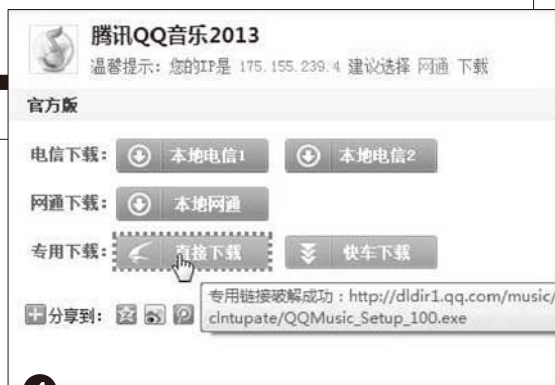 腾讯QQ音乐2013
温馨提示：您的IP是 175.155.239.4 建议选择 网通 下载
官方版
电信下载： 本地电信1 本地电信2
网通下载： 本地网通
专用下载： 直接下载 快车下载
分享到：
专用链接破解成功：http://dldir1.qq.com/music/
clntupate/QQMusic_Setup_100.exe